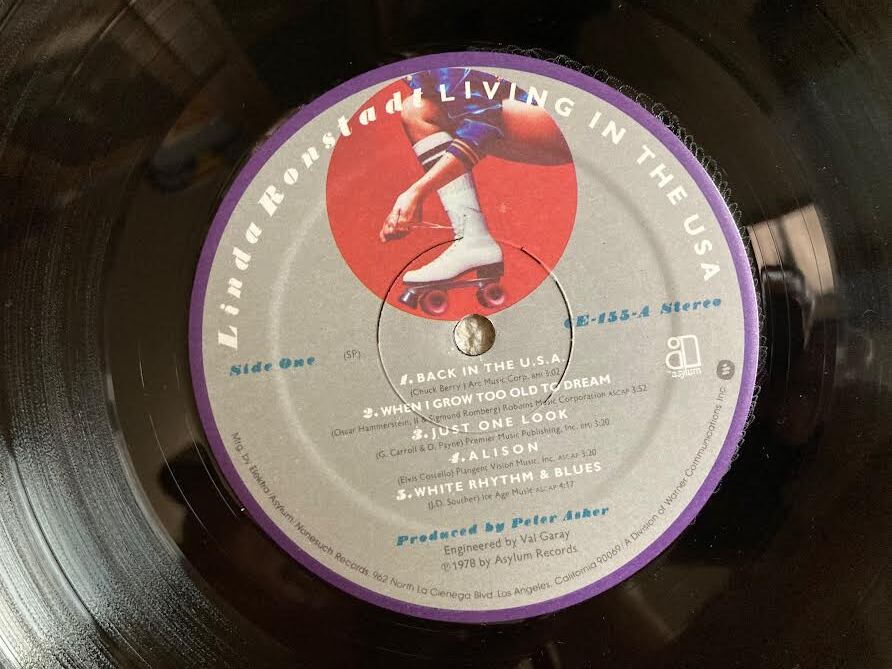 Linda Ronstadt LIVING IN THE USA
6E-155-A Stereo
Side One
(SP)
asylum
1. BACK IN THE U.S.A.
(Chuck Berry) Arc Music Corp. BMI 3:02
2. WHEN I GROW TOO OLD TO DREAM
(Oscar Hammerstein, II & Sigmund Romberg) Robbins Music Corporation ASCAP 3:52
3. JUST ONE LOOK
(G. Carroll & D. Payne) Premier Music Publishing, Inc. BMI 3:20
4. ALISON
(Elvis Costello) Plangent Vision Music, Inc. ASCAP 3:20
5. WHITE RHYTHM & BLUES
(J.D. Souther) Ice Age Music ASCAP 4:17
Produced by Peter Asher
Engineered by Val Garay
℗1978 by Asylum Records
Mfg. by Elektra/Asylum/Nonesuch Records. 962 North La Cienega Blvd. Los Angeles, California 90069 / A Division of Warner Communications Inc.